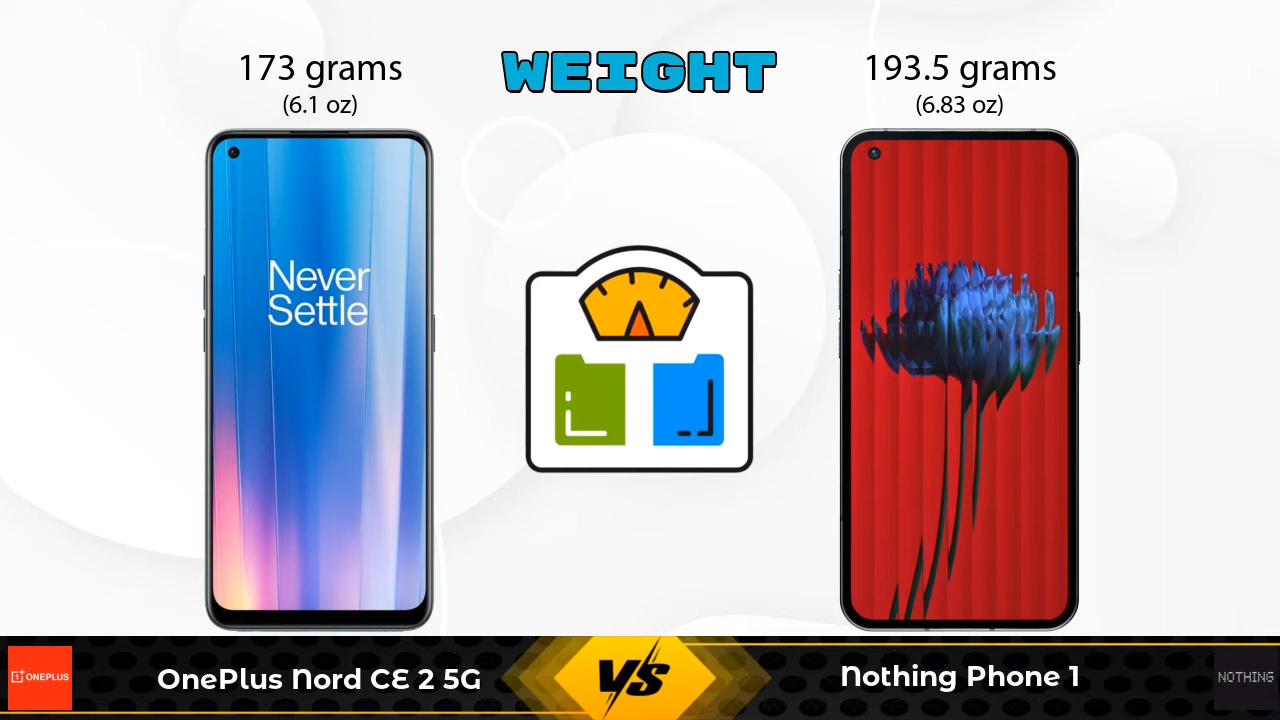 WEIGHT
173 grams
(6.1 oz)
193.5 grams
(6.83 oz)
Never
Settle
ONEPLUS
OnePlus Nord CE 2 5G
VS
Nothing Phone 1
NOTHING